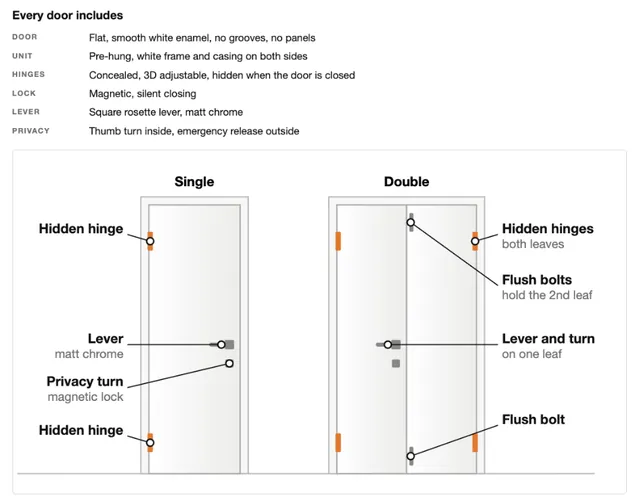 Every door includes
DOOR Flat, smooth white enamel, no grooves, no panels
UNIT Pre-hung, white frame and casing on both sides
HINGES Concealed, 3D adjustable, hidden when the door is closed
LOCK Magnetic, silent closing
LEVER Square rosette lever, matt chrome
PRIVACY Thumb turn inside, emergency release outside
Single
Double
Hidden hinge
Lever
matt chrome
Privacy turn
magnetic lock
Hidden hinge
Hidden hinges
both leaves
Flush bolts
hold the 2nd leaf
Lever and turn
on one leaf
Flush bolt